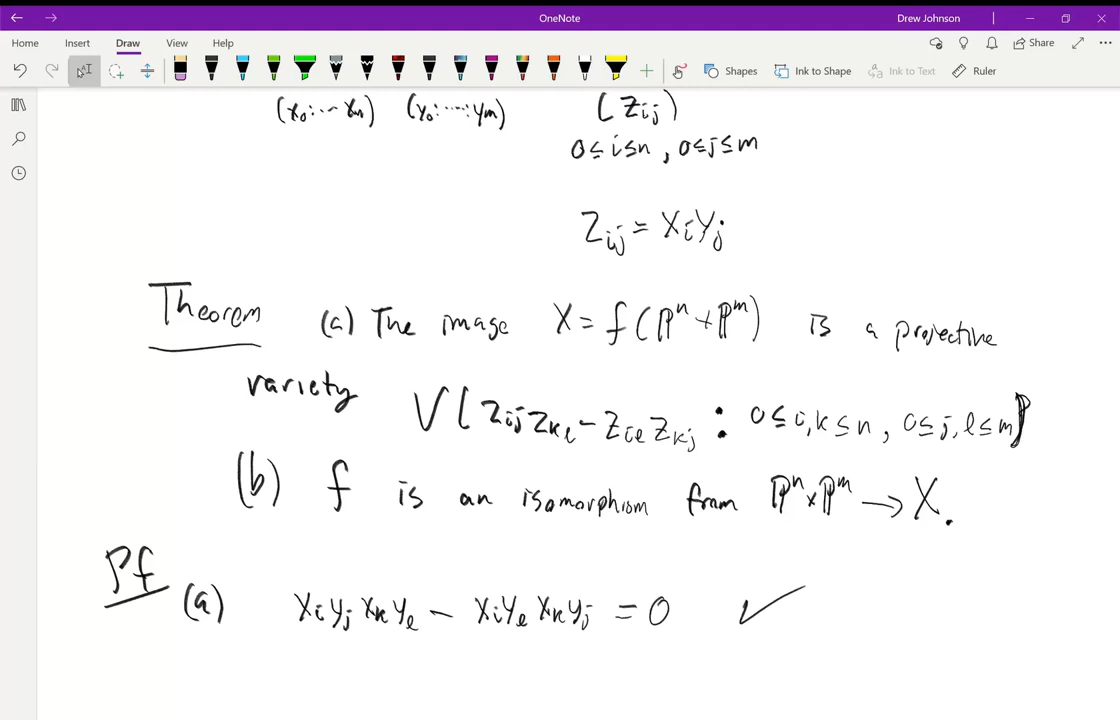 OneNote
Drew Johnson
Home Insert Draw View Help
Share
Shapes Ink to Shape Ink to Text Ruler
(x₀:⋯xₙ) (y₀:⋯:yₘ) (Zᵢⱼ)
0≤i≤n, 0≤j≤m
Zᵢⱼ = XᵢYⱼ
Theorem (a) The image X = f(ℙⁿ×ℙᵐ) is a projective
variety V(ZᵢⱼZₖₗ − ZᵢₗZₖⱼ : 0≤i,k≤n, 0≤j,l≤m)
(b) f is an isomorphism from ℙⁿ×ℙᵐ → X.
Pf
(a) XᵢYⱼXₖYₗ − XᵢYₗXₖYⱼ = 0 ✓